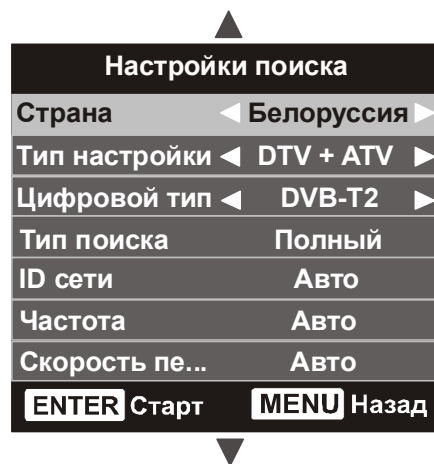 Настройки поиска
Страна Белоруссия
Тип настройки DTV + ATV
Цифровой тип DVB-T2
Тип поиска Полный
ID сети Авто
Частота Авто
Скорость пе... Авто
ENTER Старт MENU Назад